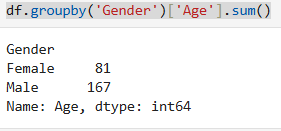 df.groupby('Gender')['Age'].sum()
Gender
Female     81
Male      167
Name: Age, dtype: int64